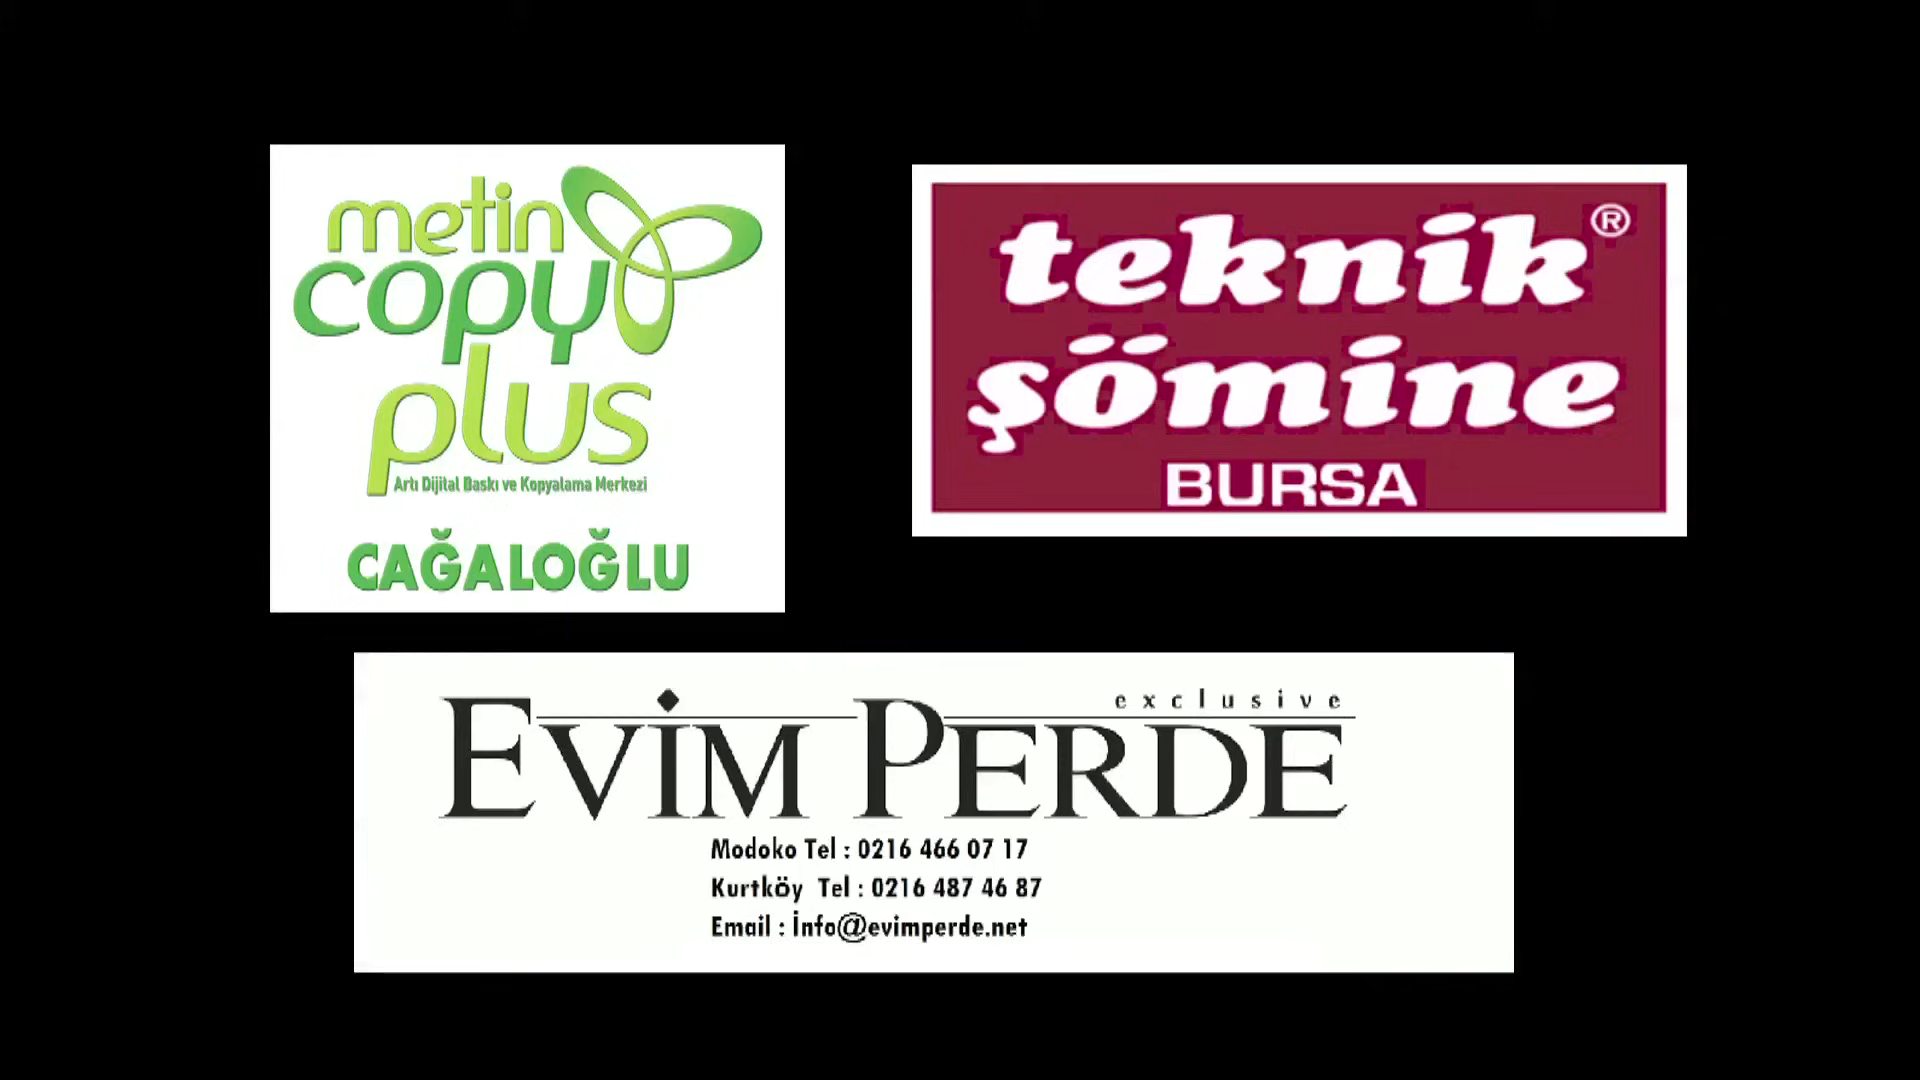 metin
copy
plus
Artı Dijital Baskı ve Kopyalama Merkezi
CAĞALOĞLU
teknik®
şömine
BURSA
exclusive
EVİM PERDE
Modoko Tel : 0216 466 07 17
Kurtköy Tel : 0216 487 46 87
Email : İnfo@evimperde.net